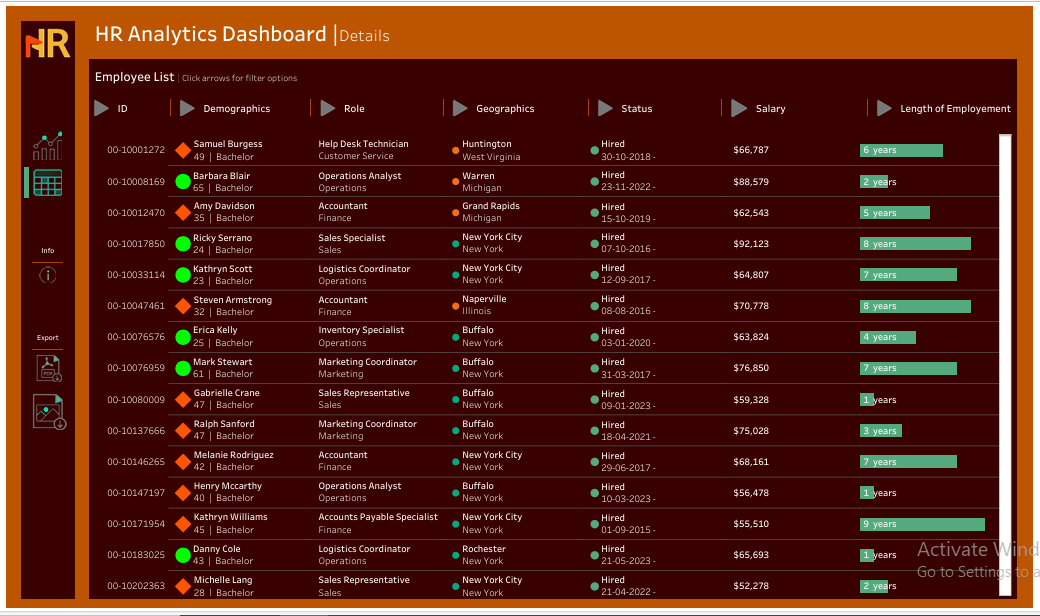 HR
HR Analytics Dashboard |Details
Employee List | Click arrows for filter options
ID Demographics Role Geographics Status Salary Length of Employement
00-10001272 Samuel Burgess Help Desk Technician Huntington Hired $66,787 6 years
49 | Bachelor Customer Service West Virginia 30-10-2018 -
00-10008169 Barbara Blair Operations Analyst Warren Hired $88,579 2 years
65 | Bachelor Operations Michigan 23-11-2022 -
00-10012470 Amy Davidson Accountant Grand Rapids Hired $62,543 5 years
35 | Bachelor Finance Michigan 15-10-2019 -
00-10017850 Ricky Serrano Sales Specialist New York City Hired $92,123 8 years
24 | Bachelor Sales New York 07-10-2016 -
Info
00-10033114 Kathryn Scott Logistics Coordinator New York City Hired $64,807 7 years
23 | Bachelor Operations New York 12-09-2017 -
00-10047461 Steven Armstrong Accountant Naperville Hired $70,778 8 years
32 | Bachelor Finance Illinois 08-08-2016 -
Export
00-10076576 Erica Kelly Inventory Specialist Buffalo Hired $63,824 4 years
25 | Bachelor Operations New York 03-01-2020 -
00-10076959 Mark Stewart Marketing Coordinator Buffalo Hired $76,850 7 years
61 | Bachelor Marketing New York 31-03-2017 -
PDF
00-10080009 Gabrielle Crane Sales Representative Buffalo Hired $59,328 1 years
47 | Bachelor Sales New York 09-01-2023 -
00-10137666 Ralph Sanford Marketing Coordinator Buffalo Hired $75,028 3 years
47 | Bachelor Marketing New York 18-04-2021 -
00-10146265 Melanie Rodriguez Accountant New York City Hired $68,161 7 years
42 | Bachelor Finance New York 29-06-2017 -
00-10147197 Henry Mccarthy Operations Analyst Buffalo Hired $56,478 1 years
40 | Bachelor Operations New York 10-03-2023 -
00-10171954 Kathryn Williams Accounts Payable Specialist New York City Hired $55,510 9 years
45 | Bachelor Finance New York 01-09-2015 -
00-10183025 Danny Cole Logistics Coordinator Rochester Hired $65,693 1 years
43 | Bachelor Operations New York 21-05-2023 -
00-10202363 Michelle Lang Sales Representative New York City Hired $52,278 2 years
28 | Bachelor Sales New York 21-04-2022 -
Activate Wind
Go to Settings to a